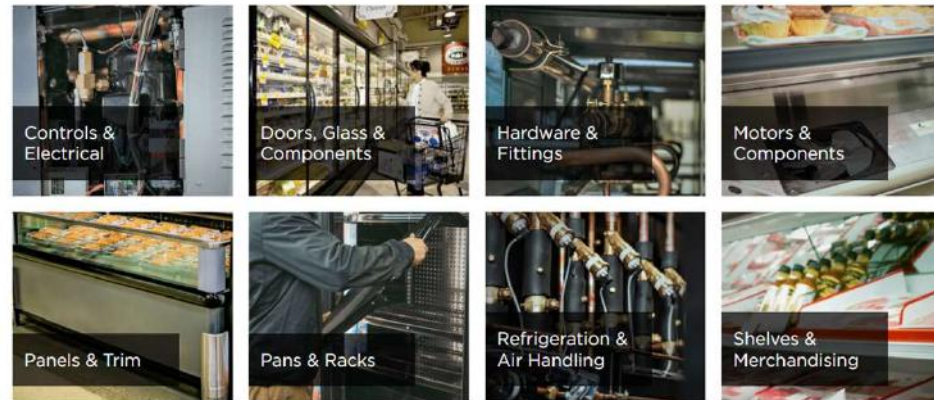 Controls &
Electrical
Doors, Glass &
Components
Hardware &
Fittings
Motors &
Components
Panels & Trim
Pans & Racks
Refrigeration &
Air Handling
Shelves &
Merchandising